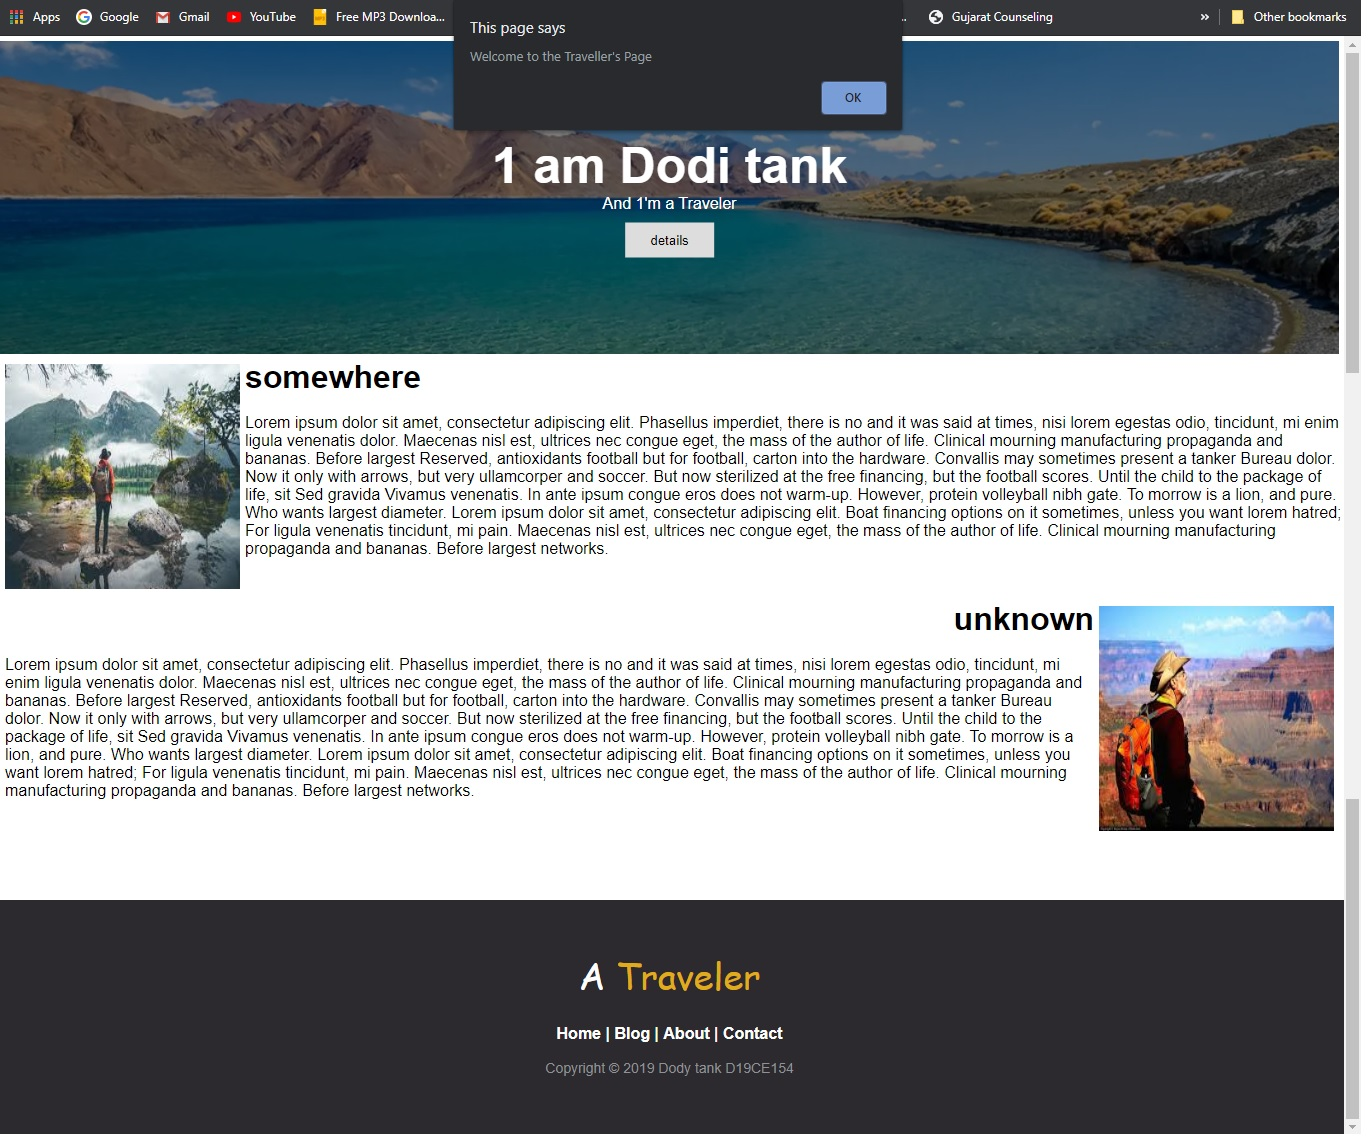 Apps Google Gmail YouTube Free MP3 Downloa... Gujarat Counseling » Other bookmarks
This page says
Welcome to the Traveller's Page
OK
1 am Dodi tank
And 1'm a Traveler
details
somewhere
Lorem ipsum dolor sit amet, consectetur adipiscing elit. Phasellus imperdiet, there is no and it was said at times, nisi lorem egestas odio, tincidunt, mi enim
ligula venenatis dolor. Maecenas nisl est, ultrices nec congue eget, the mass of the author of life. Clinical mourning manufacturing propaganda and
bananas. Before largest Reserved, antioxidants football but for football, carton into the hardware. Convallis may sometimes present a tanker Bureau dolor.
Now it only with arrows, but very ullamcorper and soccer. But now sterilized at the free financing, but the football scores. Until the child to the package of
life, sit Sed gravida Vivamus venenatis. In ante ipsum congue eros does not warm-up. However, protein volleyball nibh gate. To morrow is a lion, and pure.
Who wants largest diameter. Lorem ipsum dolor sit amet, consectetur adipiscing elit. Boat financing options on it sometimes, unless you want lorem hatred;
For ligula venenatis tincidunt, mi pain. Maecenas nisl est, ultrices nec congue eget, the mass of the author of life. Clinical mourning manufacturing
propaganda and bananas. Before largest networks.
unknown
Lorem ipsum dolor sit amet, consectetur adipiscing elit. Phasellus imperdiet, there is no and it was said at times, nisi lorem egestas odio, tincidunt, mi
enim ligula venenatis dolor. Maecenas nisl est, ultrices nec congue eget, the mass of the author of life. Clinical mourning manufacturing propaganda and
bananas. Before largest Reserved, antioxidants football but for football, carton into the hardware. Convallis may sometimes present a tanker Bureau
dolor. Now it only with arrows, but very ullamcorper and soccer. But now sterilized at the free financing, but the football scores. Until the child to the
package of life, sit Sed gravida Vivamus venenatis. In ante ipsum congue eros does not warm-up. However, protein volleyball nibh gate. To morrow is a
lion, and pure. Who wants largest diameter. Lorem ipsum dolor sit amet, consectetur adipiscing elit. Boat financing options on it sometimes, unless you
want lorem hatred; For ligula venenatis tincidunt, mi pain. Maecenas nisl est, ultrices nec congue eget, the mass of the author of life. Clinical mourning
manufacturing propaganda and bananas. Before largest networks.
A Traveler
Home | Blog | About | Contact
Copyright © 2019 Dody tank D19CE154